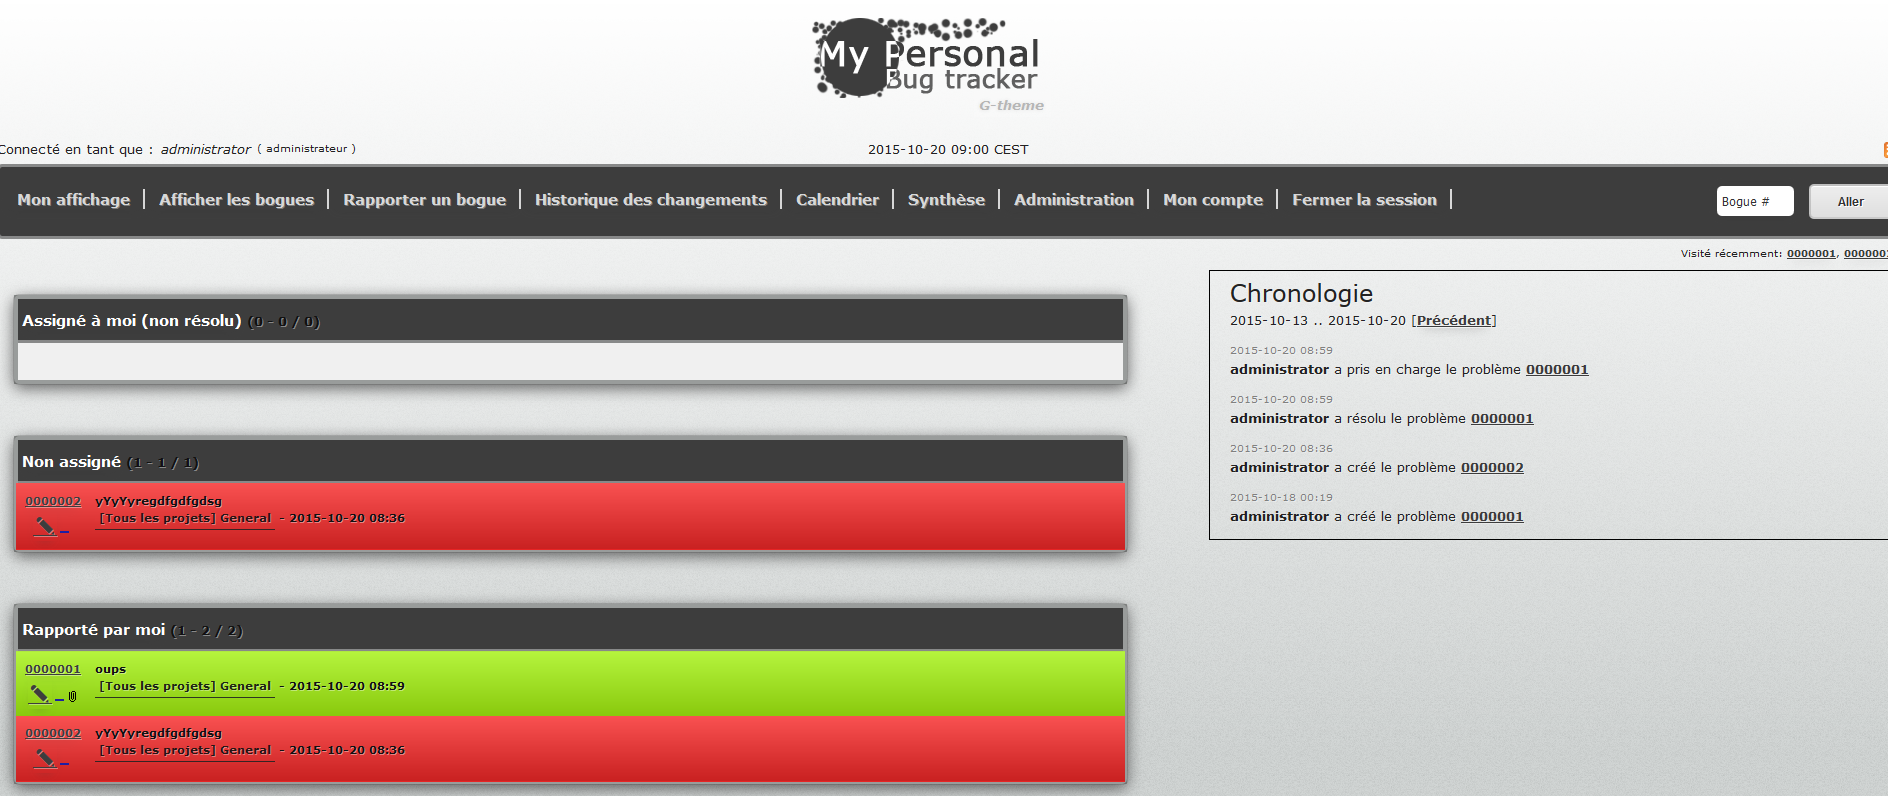 My Personal
Bug tracker
G-theme
Connecté en tant que : administrator ( administrateur )
2015-10-20 09:00 CEST
Mon affichage | Afficher les bogues | Rapporter un bogue | Historique des changements | Calendrier | Synthèse | Administration | Mon compte | Fermer la session |
Bogue #
Aller
Visité récemment: 0000001,
Assigné à moi (non résolu) (0 - 0 / 0)
Non assigné (1 - 1 / 1)
0000002 yYyYyregdfgdfgdsg
[Tous les projets] General - 2015-10-20 08:36
Rapporté par moi (1 - 2 / 2)
0000001 oups
[Tous les projets] General - 2015-10-20 08:59
0000002 yYyYyregdfgdfgdsg
[Tous les projets] General - 2015-10-20 08:36
Chronologie
2015-10-13 .. 2015-10-20 [Précédent]
2015-10-20 08:59
administrator a pris en charge le problème 0000001
2015-10-20 08:59
administrator a résolu le problème 0000001
2015-10-20 08:36
administrator a créé le problème 0000002
2015-10-18 00:19
administrator a créé le problème 0000001